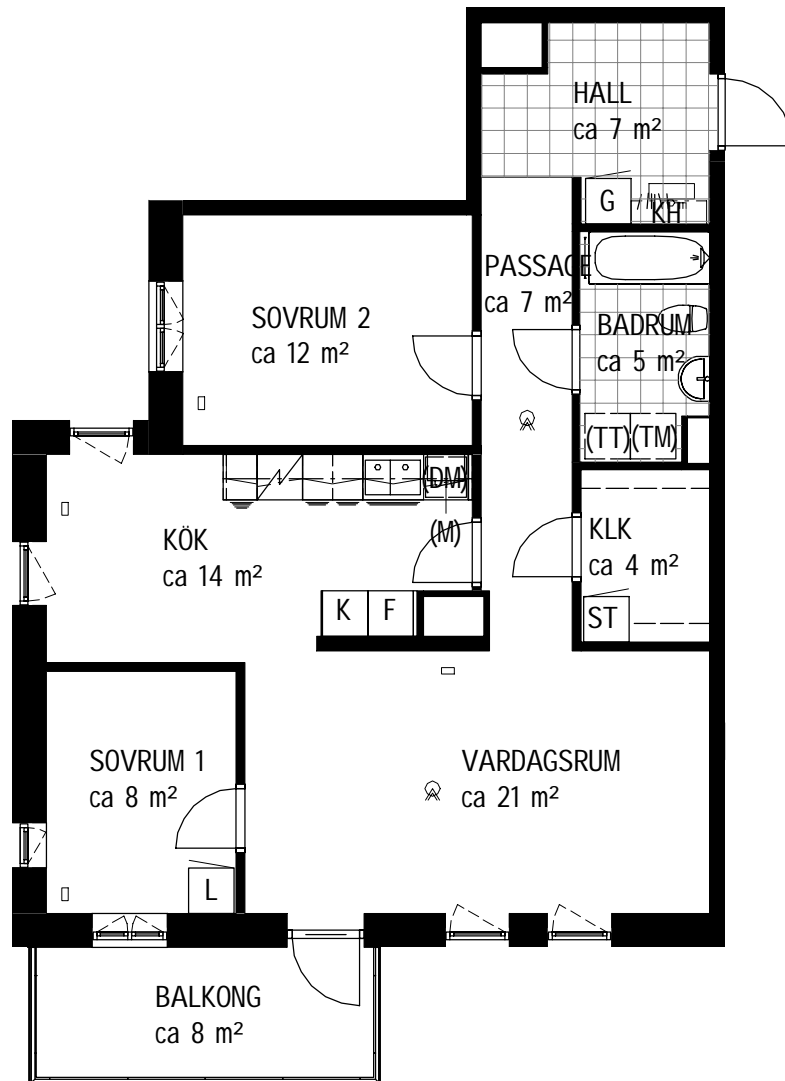 HALL
ca 7 m²
G
KH
PASSAGE
ca 7 m²
SOVRUM 2
ca 12 m²
BADRUM
ca 5 m²
(TT)
(TM)
(DM)
(M)
KÖK
ca 14 m²
KLK
ca 4 m²
K
F
ST
SOVRUM 1
ca 8 m²
VARDAGSRUM
ca 21 m²
L
BALKONG
ca 8 m²